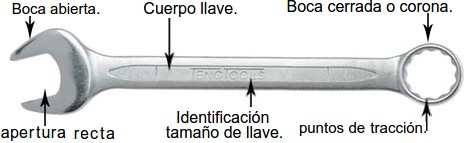 Boca abierta.
Cuerpo llave.
Boca cerrada o corona.
TENGTOOLS
apertura recta
Identificación
tamaño de llave.
puntos de tracción.